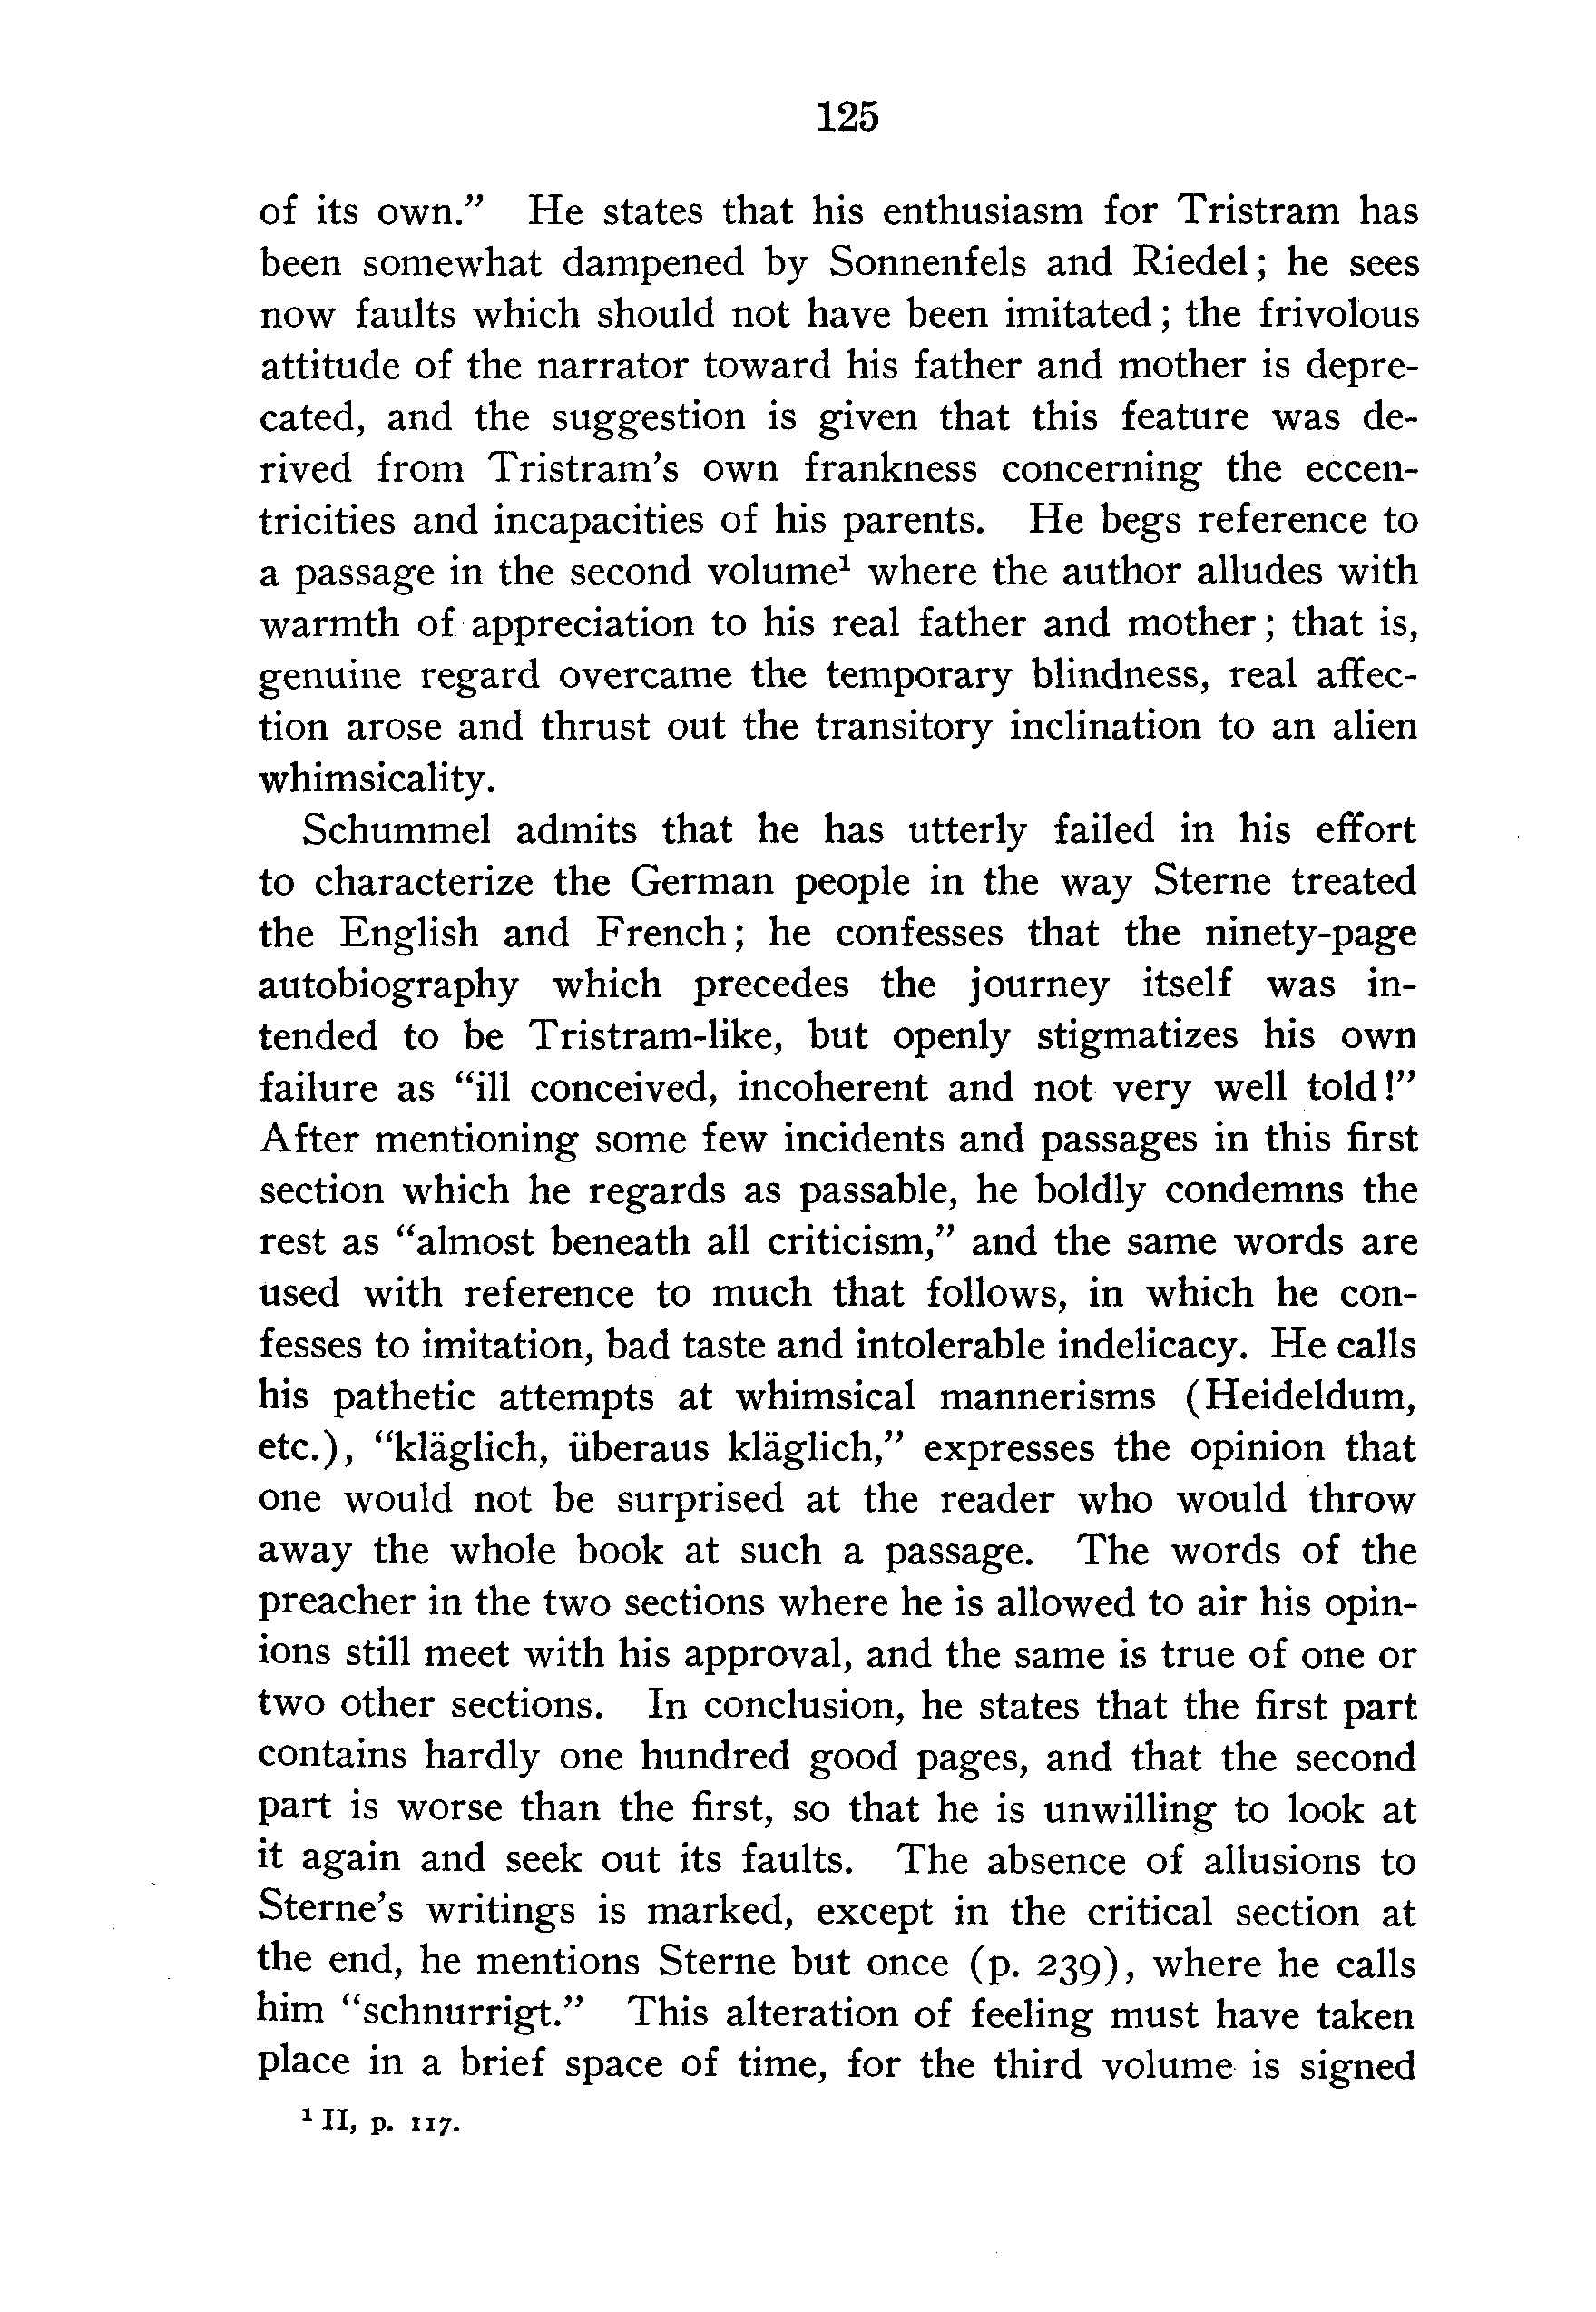 125
of its own.” He states that his enthusiasm for Tristram has
been somewhat dampened by Sonnenfels and Riedel; he sees
now faults which should not have been imitated; the frivolous
attitude of the narrator toward his father and mother is depre-
cated, and the suggestion is given that this feature was de-
rived from Tristram’s own frankness concerning the eccen-
tricities and incapacities of his parents. He begs reference to
a passage in the second volume¹ where the author alludes with
warmth of appreciation to his real father and mother; that is,
genuine regard overcame the temporary blindness, real affec-
tion arose and thrust out the transitory inclination to an alien
whimsicality.
Schummel admits that he has utterly failed in his effort
to characterize the German people in the way Sterne treated
the English and French; he confesses that the ninety-page
autobiography which precedes the journey itself was in-
tended to be Tristram-like, but openly stigmatizes his own
failure as “ill conceived, incoherent and not very well told!”
After mentioning some few incidents and passages in this first
section which he regards as passable, he boldly condemns the
rest as “almost beneath all criticism,” and the same words are
used with reference to much that follows, in which he con-
fesses to imitation, bad taste and intolerable indelicacy. He calls
his pathetic attempts at whimsical mannerisms (Heideldum,
etc.), “kläglich, überaus kläglich,” expresses the opinion that
one would not be surprised at the reader who would throw
away the whole book at such a passage. The words of the
preacher in the two sections where he is allowed to air his opin-
ions still meet with his approval, and the same is true of one or
two other sections. In conclusion, he states that the first part
contains hardly one hundred good pages, and that the second
part is worse than the first, so that he is unwilling to look at
it again and seek out its faults. The absence of allusions to
Sterne’s writings is marked, except in the critical section at
the end, he mentions Sterne but once (p. 239), where he calls
him “schnurrigt.” This alteration of feeling must have taken
place in a brief space of time, for the third volume is signed
¹ II, p. 117.